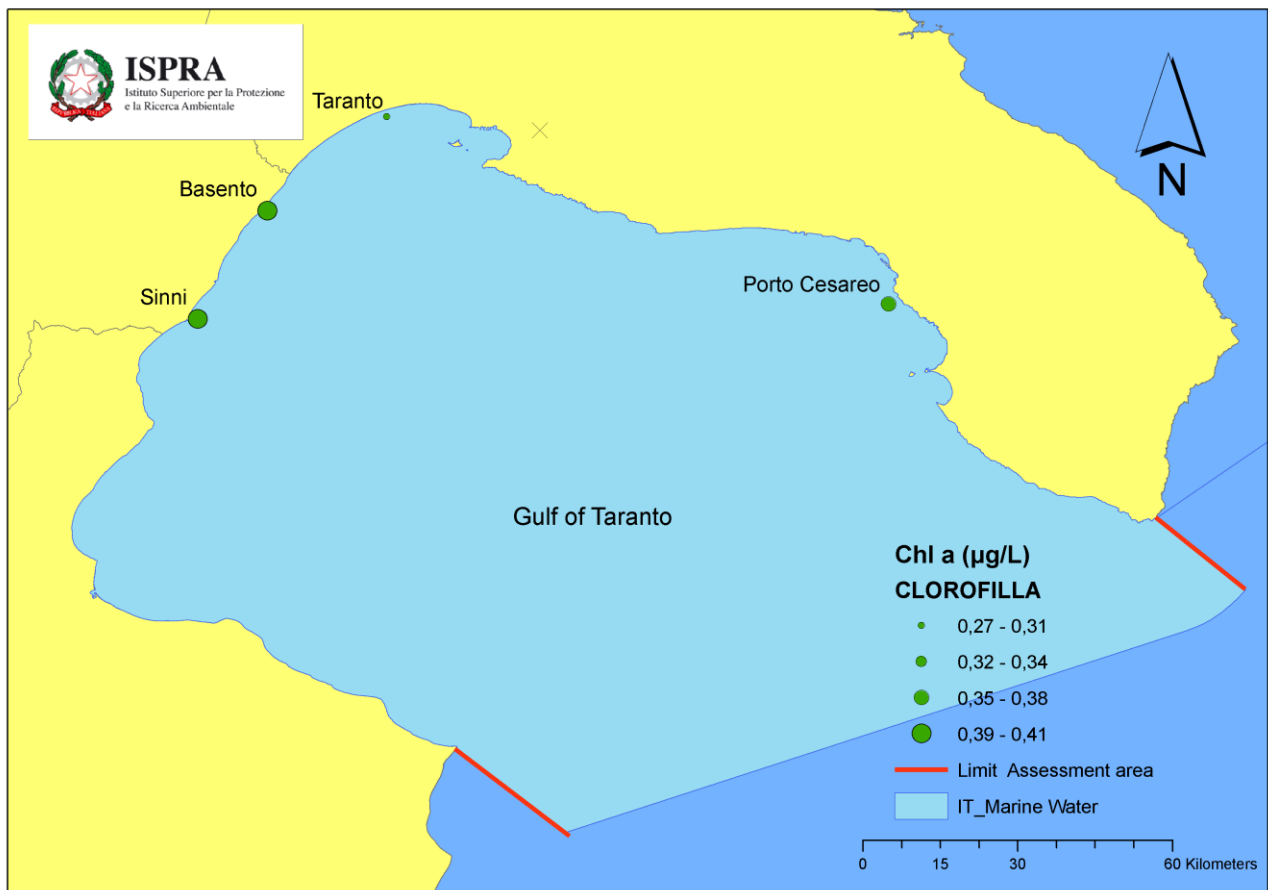 ISPRA
Istituto Superiore per la Protezione
e la Ricerca Ambientale
Taranto
Basento
Sinni
Porto Cesareo
N
Gulf of Taranto
Chl a (µg/L)
CLOROFILLA
0,27 - 0,31
0,32 - 0,34
0,35 - 0,38
0,39 - 0,41
Limit Assessment area
IT_Marine Water
0 15 30 60 Kilometers